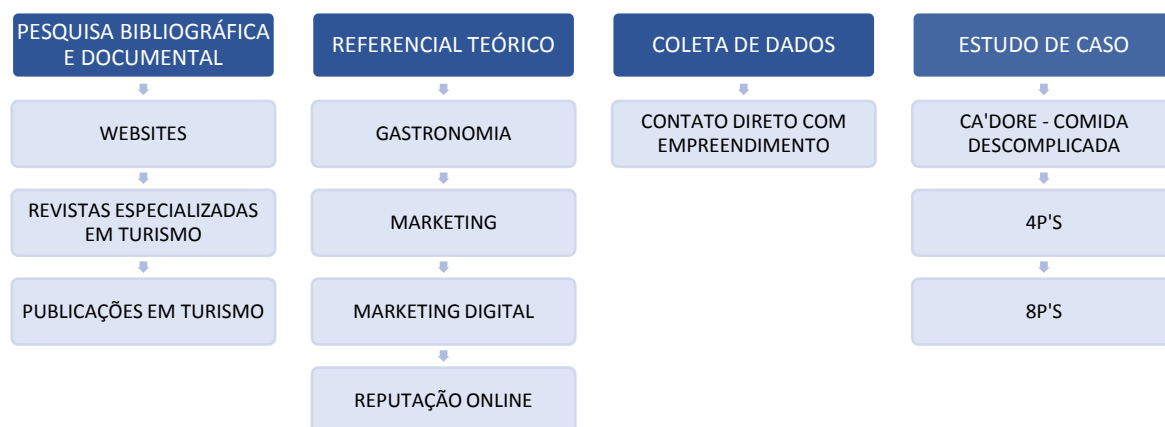 PESQUISA BIBLIOGRÁFICA
E DOCUMENTAL
WEBSITES
REVISTAS ESPECIALIZADAS
EM TURISMO
PUBLICAÇÕES EM TURISMO
REFERENCIAL TEÓRICO
GASTRONOMIA
MARKETING
MARKETING DIGITAL
REPUTAÇÃO ONLINE
COLETA DE DADOS
CONTATO DIRETO COM
EMPREENDIMENTO
ESTUDO DE CASO
CA'DORE - COMIDA
DESCOMPLICADA
4P'S
8P'S